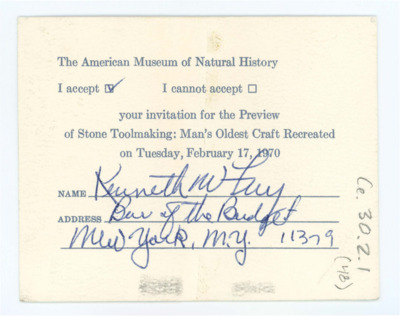 The American Museum of Natural History
I accept ☑ I cannot accept ☐
your invitation for the Preview
of Stone Toolmaking: Man's Oldest Craft Recreated
on Tuesday, February 17, 1970
NAME Kenneth
ADDRESS Bur of the Budget
New York, N.Y. 11379
Ce. 30.2.1
(48)